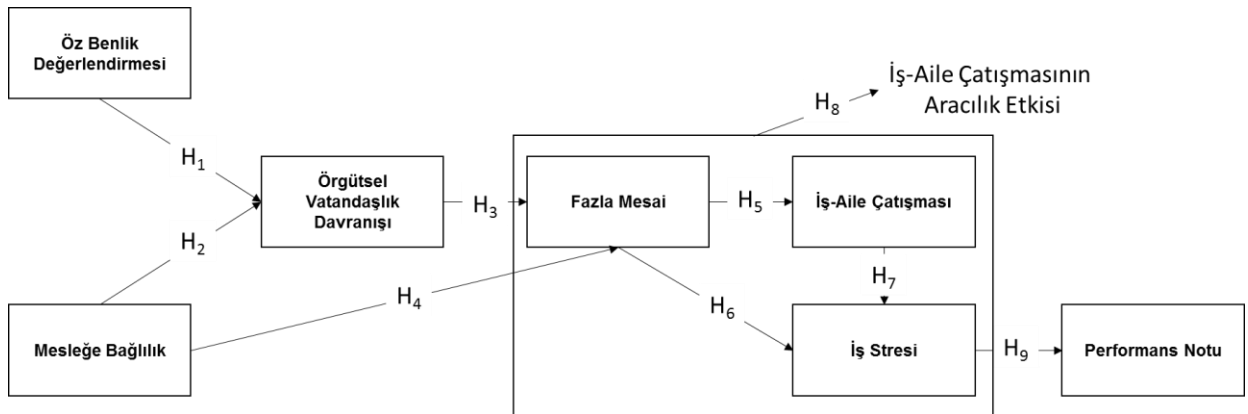 Öz Benlik
Değerlendirmesi
İş-Aile Çatışmasının
Aracılık Etkisi
H₈
H₁
Örgütsel
Vatandaşlık
Davranışı
H₃
Fazla Mesai
H₅
İş-Aile Çatışması
H₂
H₄
H₆
H₇
Mesleğe Bağlılık
İş Stresi
H₉
Performans Notu